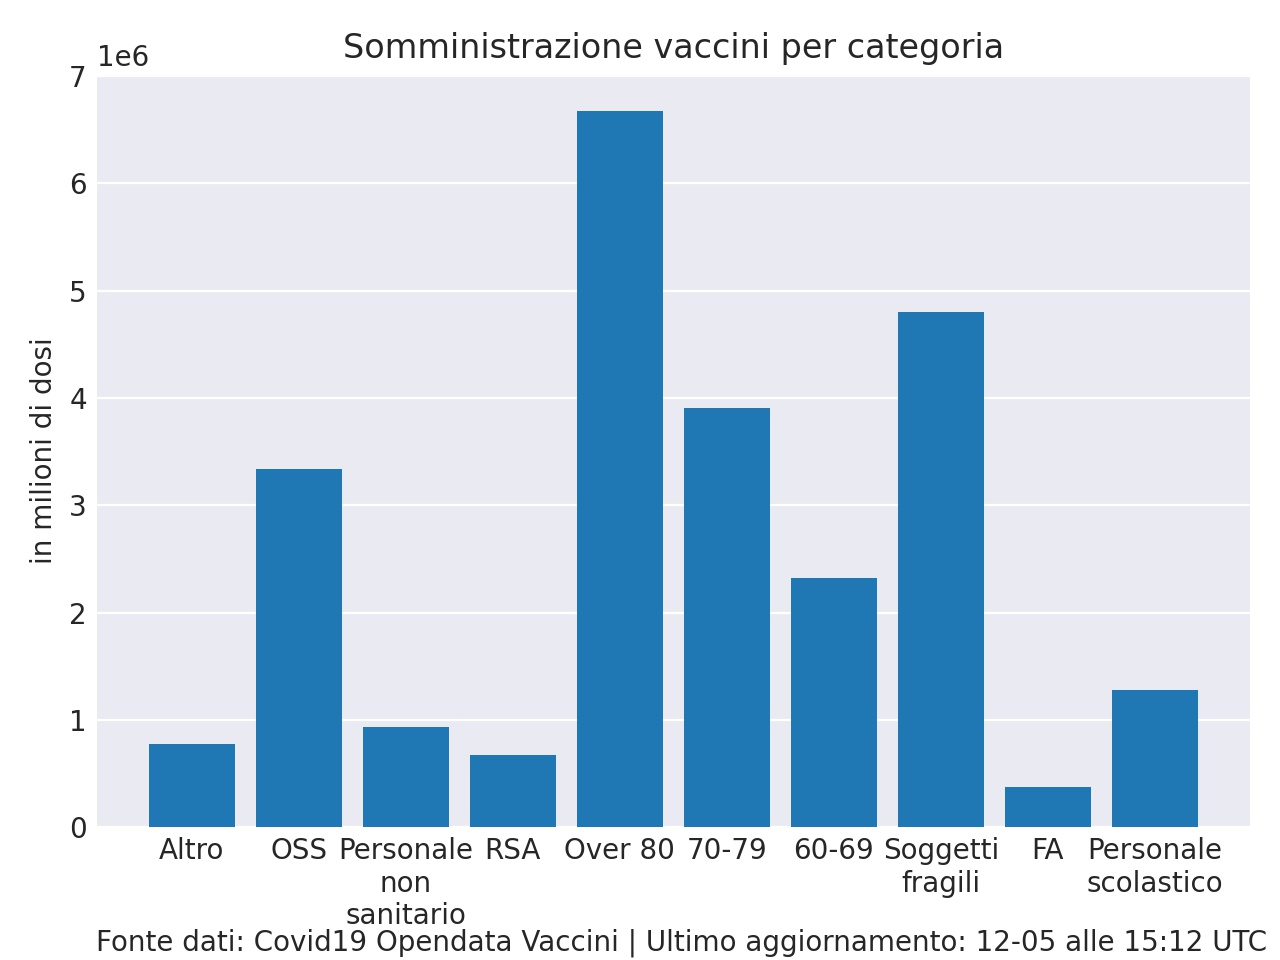 Somministrazione vaccini per categoria
1e6
7
6
5
4
3
2
1
0
in milioni di dosi
Altro
OSS
Personale
non
sanitario
RSA
Over 80
70-79
60-69
Soggetti
fragili
FA
Personale
scolastico
Fonte dati: Covid19 Opendata Vaccini | Ultimo aggiornamento: 12-05 alle 15:12 UTC